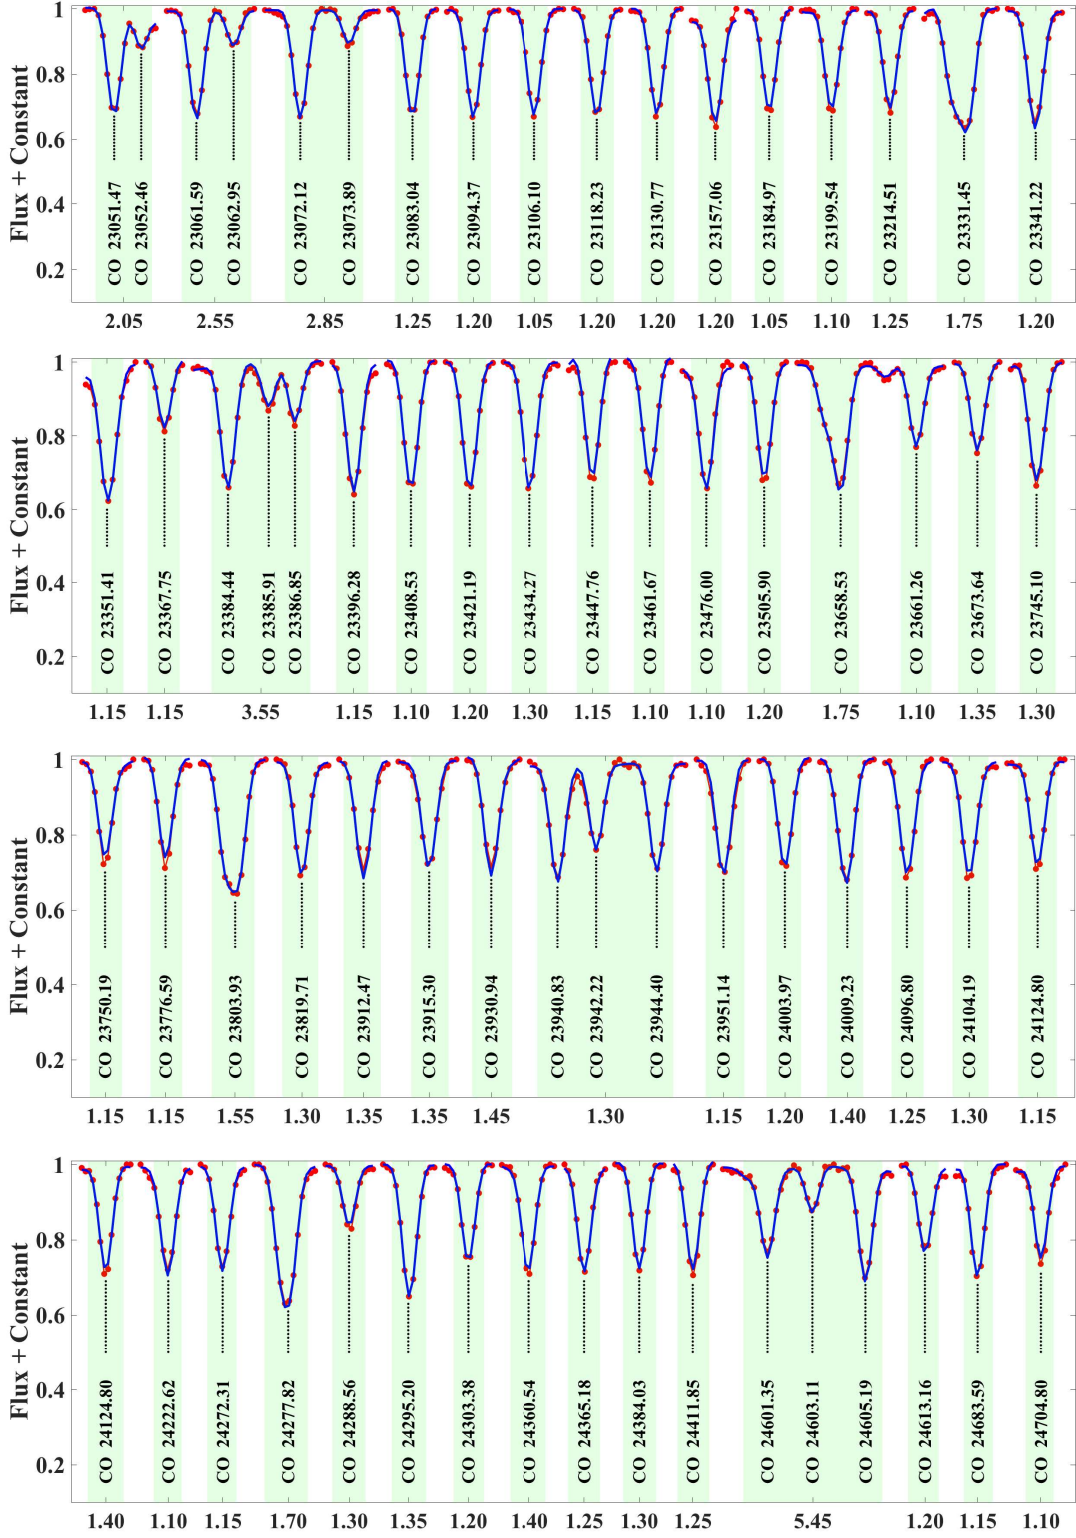 Flux + Constant
1
0.8
0.6
0.4
0.2
CO 23051.47
CO 23052.46
CO 23061.59
CO 23062.95
CO 23072.12
CO 23073.89
CO 23083.04
CO 23094.37
CO 23106.10
CO 23118.23
CO 23130.77
CO 23157.06
CO 23184.97
CO 23199.54
CO 23214.51
CO 23331.45
CO 23341.22
2.05 2.55 2.85 1.25 1.20 1.05 1.20 1.20 1.20 1.05 1.10 1.25 1.75 1.20
Flux + Constant
1
0.8
0.6
0.4
0.2
CO 23351.41
CO 23367.75
CO 23384.44
CO 23385.91
CO 23386.85
CO 23396.28
CO 23408.53
CO 23421.19
CO 23434.27
CO 23447.76
CO 23461.67
CO 23476.00
CO 23505.90
CO 23658.53
CO 23661.26
CO 23673.64
CO 23745.10
1.15 1.15 3.55 1.15 1.10 1.20 1.30 1.15 1.10 1.10 1.20 1.75 1.10 1.35 1.30
Flux + Constant
1
0.8
0.6
0.4
0.2
CO 23750.19
CO 23776.59
CO 23803.93
CO 23819.71
CO 23912.47
CO 23915.30
CO 23930.94
CO 23940.83
CO 23942.22
CO 23944.40
CO 23951.14
CO 24003.97
CO 24009.23
CO 24096.80
CO 24104.19
CO 24124.80
1.15 1.15 1.55 1.30 1.35 1.35 1.45 1.30 1.15 1.20 1.40 1.25 1.30 1.15
Flux + Constant
1
0.8
0.6
0.4
0.2
CO 24124.80
CO 24222.62
CO 24272.31
CO 24277.82
CO 24288.56
CO 24295.20
CO 24303.38
CO 24360.54
CO 24365.18
CO 24384.03
CO 24411.85
CO 24601.35
CO 24603.11
CO 24605.19
CO 24613.16
CO 24683.59
CO 24704.80
1.40 1.10 1.15 1.70 1.30 1.35 1.20 1.40 1.25 1.30 1.25 5.45 1.20 1.15 1.10